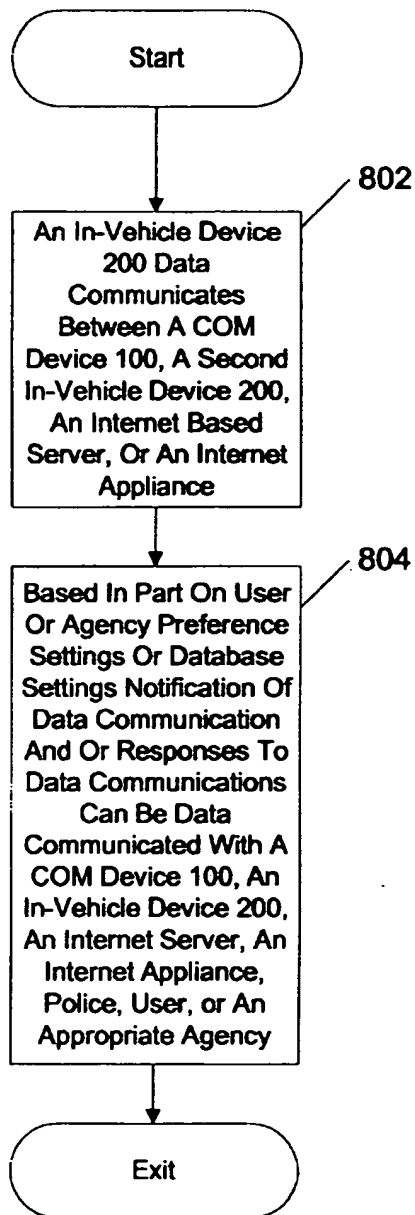 Start
802
An In-Vehicle Device
200 Data
Communicates
Between A COM
Device 100, A Second
In-Vehicle Device 200,
An Internet Based
Server, Or An Internet
Appliance
804
Based In Part On User
Or Agency Preference
Settings Or Database
Settings Notification Of
Data Communication
And Or Responses To
Data Communications
Can Be Data
Communicated With A
COM Device 100, An
In-Vehicle Device 200,
An Internet Server, An
Internet Appliance,
Police, User, or An
Appropriate Agency
Exit